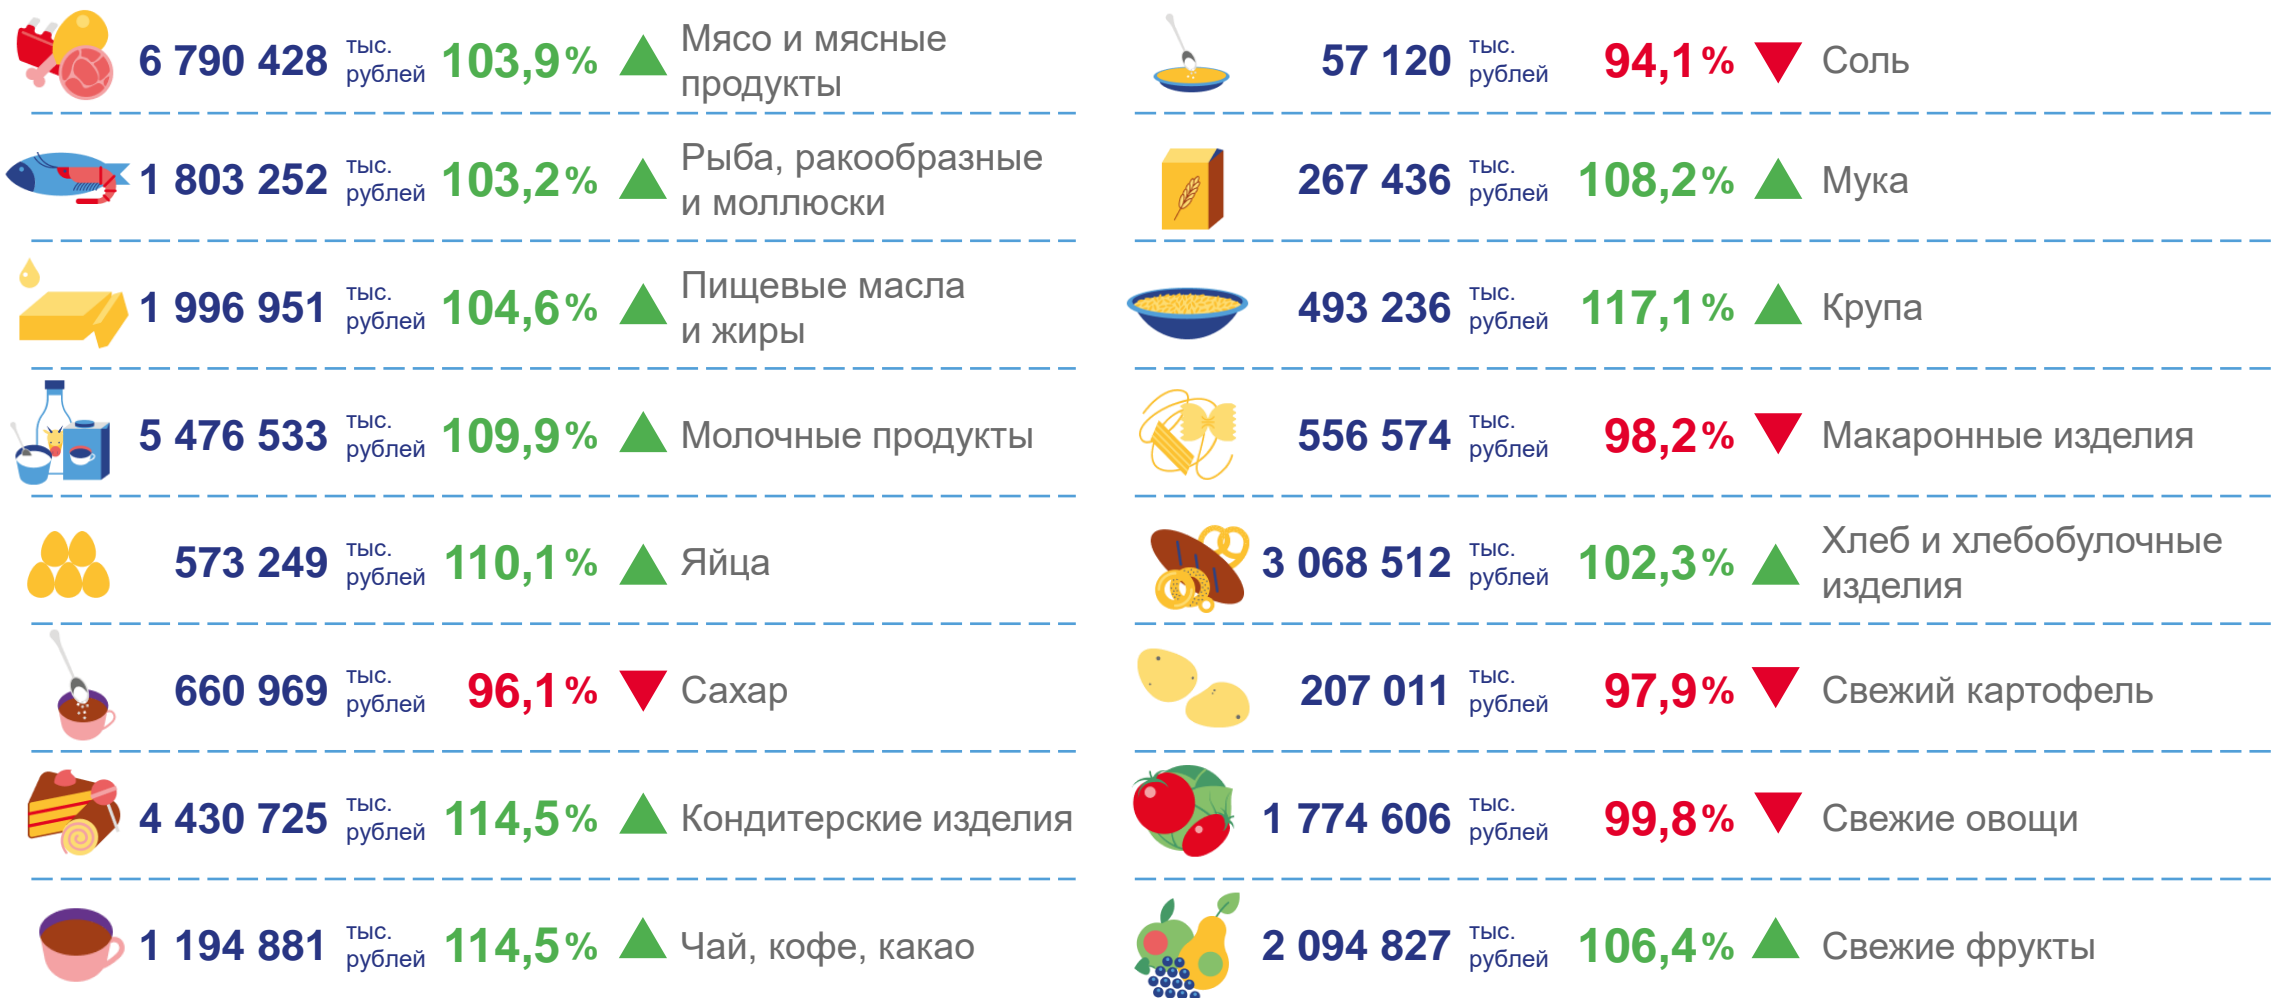 6 790 428 тыс. рублей 103,9% Мясо и мясные
продукты
1 803 252 тыс. рублей 103,2% Рыба, ракообразные
и моллюски
1 996 951 тыс. рублей 104,6% Пищевые масла
и жиры
5 476 533 тыс. рублей 109,9% Молочные продукты
573 249 тыс. рублей 110,1% Яйца
660 969 тыс. рублей 96,1% Сахар
4 430 725 тыс. рублей 114,5% Кондитерские изделия
1 194 881 тыс. рублей 114,5% Чай, кофе, какао
57 120 тыс. рублей 94,1% Соль
267 436 тыс. рублей 108,2% Мука
493 236 тыс. рублей 117,1% Крупа
556 574 тыс. рублей 98,2% Макаронные изделия
3 068 512 тыс. рублей 102,3% Хлеб и хлебобулочные
изделия
207 011 тыс. рублей 97,9% Свежий картофель
1 774 606 тыс. рублей 99,8% Свежие овощи
2 094 827 тыс. рублей 106,4% Свежие фрукты